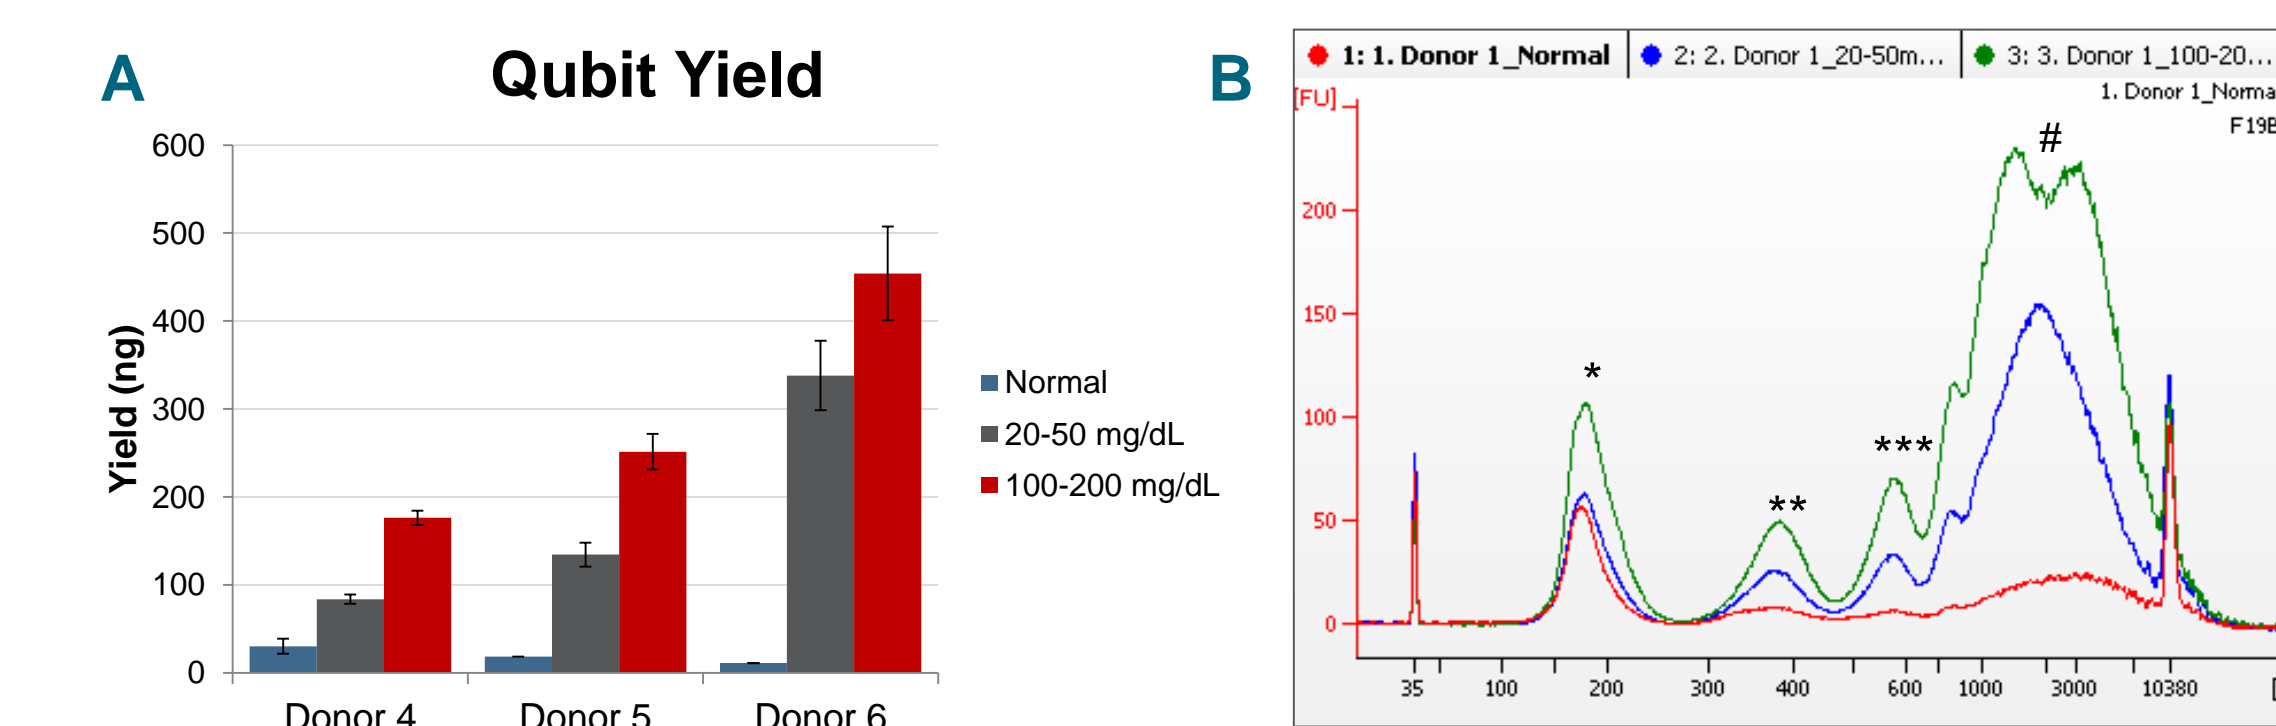 A
Qubit Yield
600
500
400
300
200
100
0
Yield (ng)
Donor 4
Donor 5
Donor 6
Normal
20-50 mg/dL
100-200 mg/dL
B
1: 1. Donor 1_Normal
2: 2. Donor 1_20-50m...
3: 3. Donor 1_100-20...
[FU]
1. Donor 1_Norma
F19B
#
*
**
***
200
150
100
50
0
35 100 200 300 400 600 1000 3000 10380